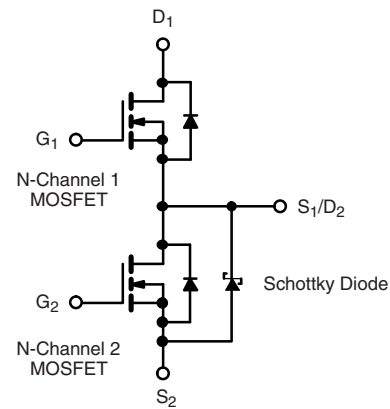 D1
G1
N-Channel 1
MOSFET
S1/D2
Schottky Diode
G2
N-Channel 2
MOSFET
S2